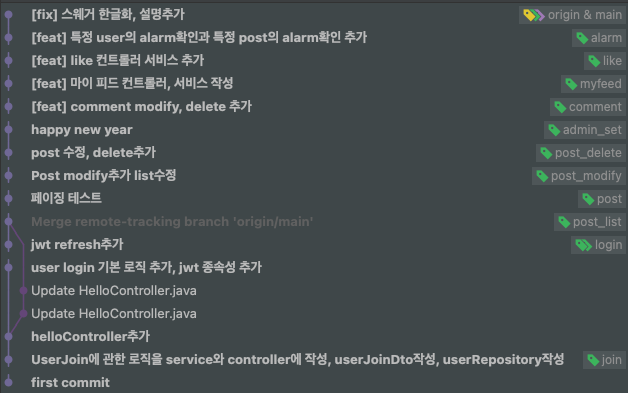 [fix] 스웨거 한글화, 설명추가 origin & main
[feat] 특정 user의 alarm확인과 특정 post의 alarm확인 추가 alarm
[feat] like 컨트롤러 서비스 추가 like
[feat] 마이 피드 컨트롤러, 서비스 작성 myfeed
[feat] comment modify, delete 추가 comment
happy new year admin_set
post 수정, delete추가 post_delete
Post modify추가 list수정 post_modify
페이징 테스트 post
Merge remote-tracking branch 'origin/main' post_list
jwt refresh추가 login
user login 기본 로직 추가, jwt 종속성 추가
Update HelloController.java
Update HelloController.java
helloController추가
UserJoin에 관한 로직을 service와 controller에 작성, userJoinDto작성, userRepository작성 join
first commit